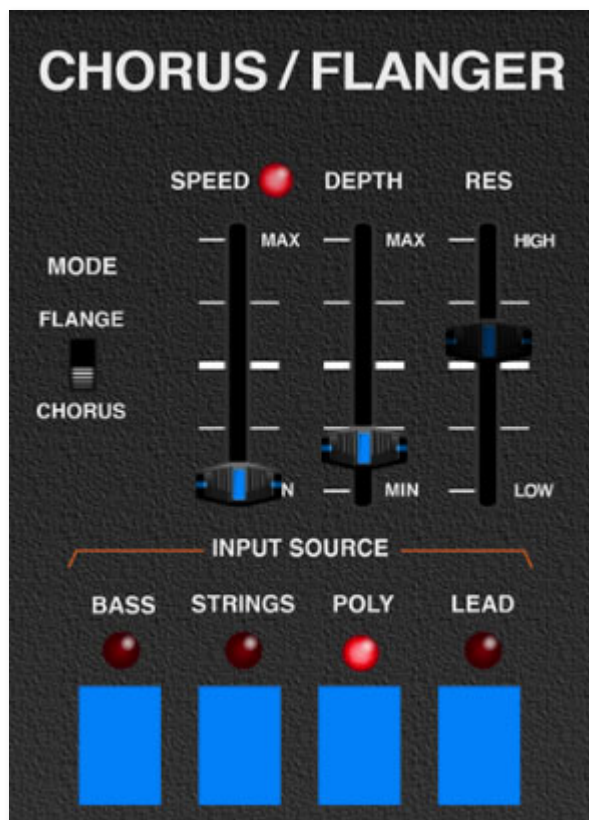 CHORUS / FLANGER
SPEED DEPTH RES
MAX MAX HIGH
MODE
FLANGE
CHORUS
N MIN LOW
INPUT SOURCE
BASS STRINGS POLY LEAD